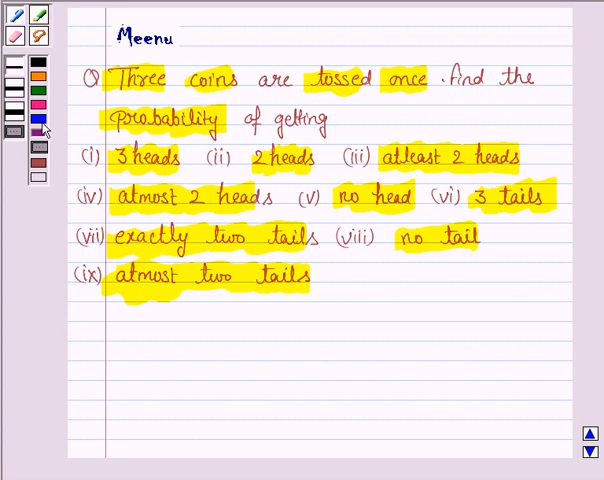 Meenu
Q Three coins are tossed once. Find the
probability of getting
(i) 3 heads (ii) 2 heads (iii) atleast 2 heads
(iv) atmost 2 heads (v) no head (vi) 3 tails
(vii) exactly two tails (viii) no tail
(ix) atmost two tails